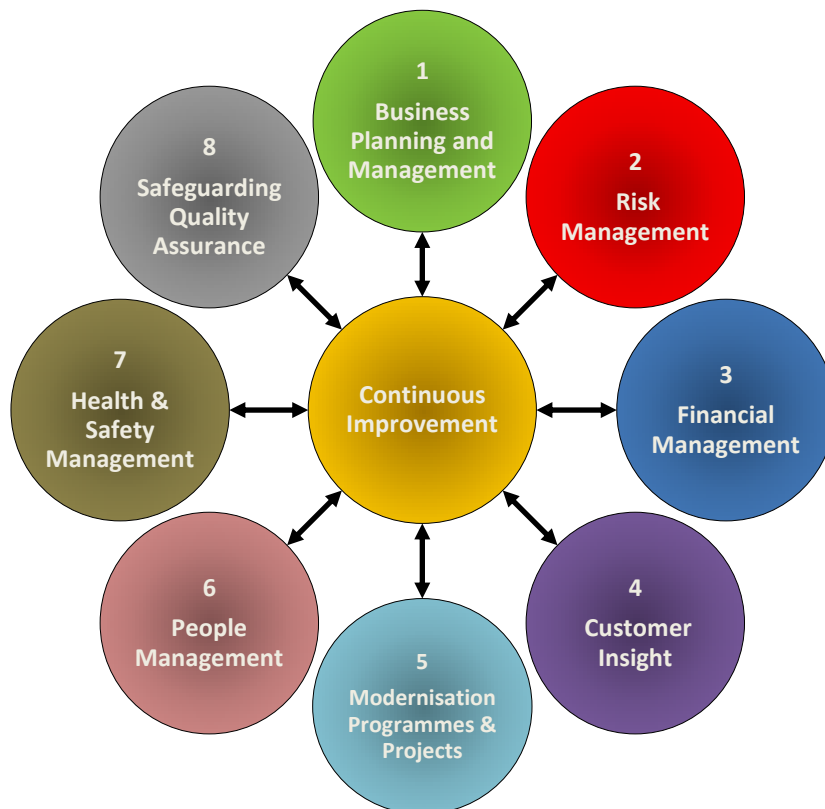 1
Business
Planning and
Management
2
Risk
Management
3
Financial
Management
4
Customer
Insight
5
Modernisation
Programmes &
Projects
6
People
Management
7
Health &
Safety
Management
8
Safeguarding
Quality
Assurance
Continuous
Improvement